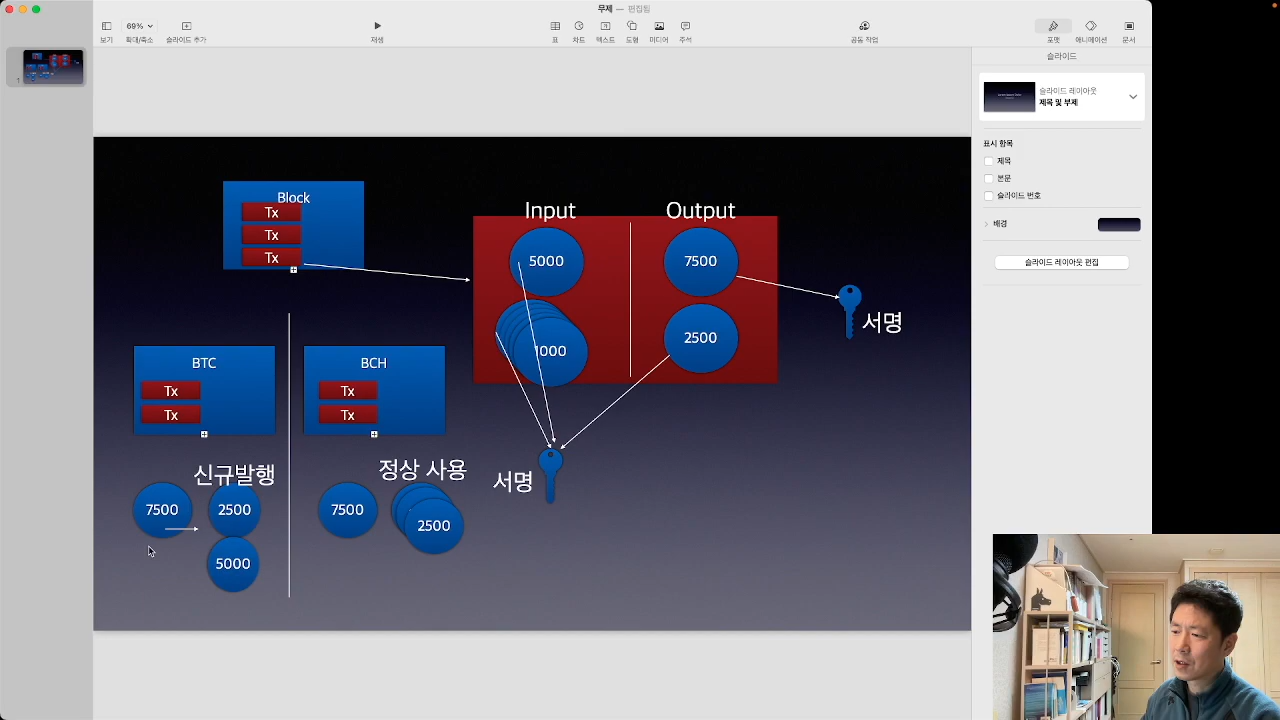 무제 — 편집됨
69%
보기
확대/축소
슬라이드 추가
재생
표
차트
텍스트
도형
미디어
주석
공동 작업
포맷
애니메이션
문서
1
슬라이드
슬라이드 레이아웃
제목 및 부제
표시 항목
제목
본문
슬라이드 번호
배경
슬라이드 레이아웃 편집
Block
Tx
Tx
Tx
Input
Output
5000
7500
1000
2500
서명
서명
BTC
Tx
Tx
BCH
Tx
Tx
신규발행
정상 사용
7500
2500
5000
7500
2500